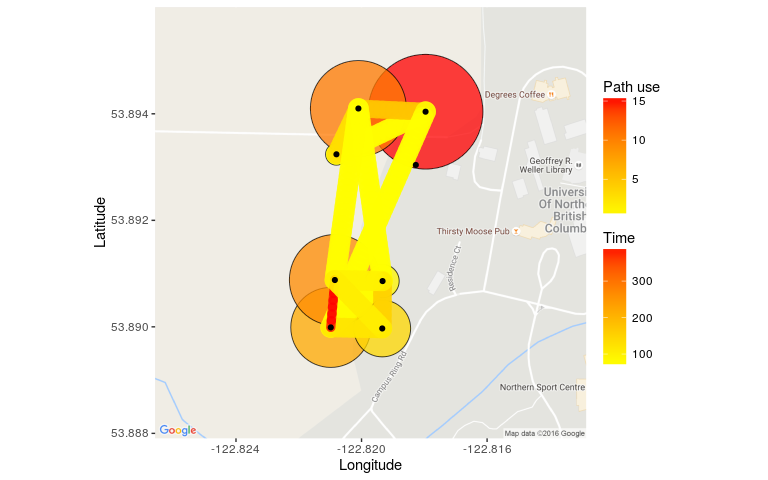 Latitude
53.894
53.892
53.890
53.888
-122.824
-122.820
-122.816
Longitude
Degrees Coffee
Geoffrey R.
Weller Library
Universi
Of North
British
Columb
Thirsty Moose Pub
Residence Ct
Campus Ring Rd
Northern Sport Centre
Google
Map data ©2016 Google
Path use
15
10
5
Time
300
200
100